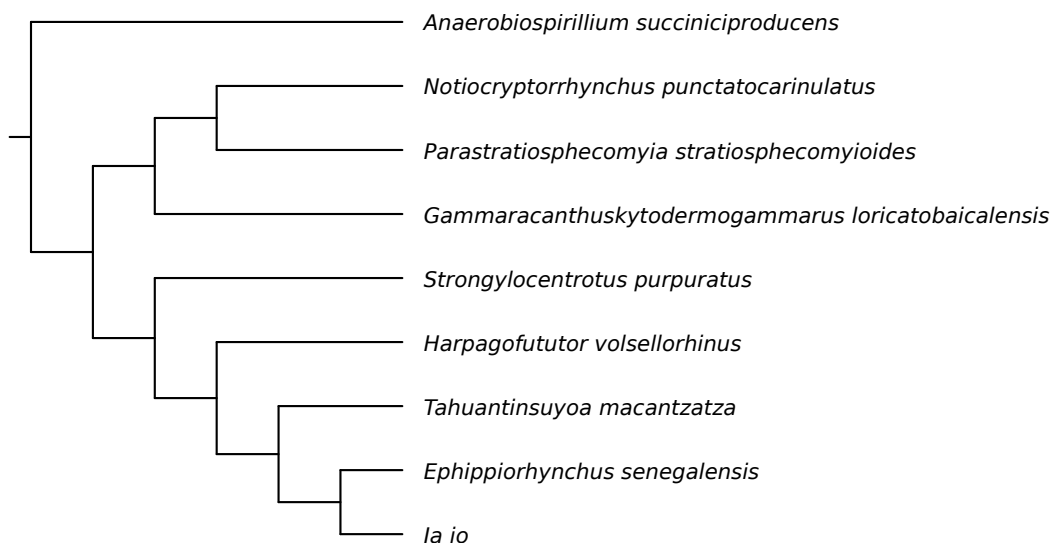 Anaerobiospirillium succiniciproducens
Notiocryptorrhynchus punctatocarinulatus
Parastratiosphecomyia stratiosphecomyioides
Gammaracanthuskytodermogammarus loricatobaicalensis
Strongylocentrotus purpuratus
Harpagofututor volsellorhinus
Tahuantinsuyoa macantzatza
Ephippiorhynchus senegalensis
Ia io